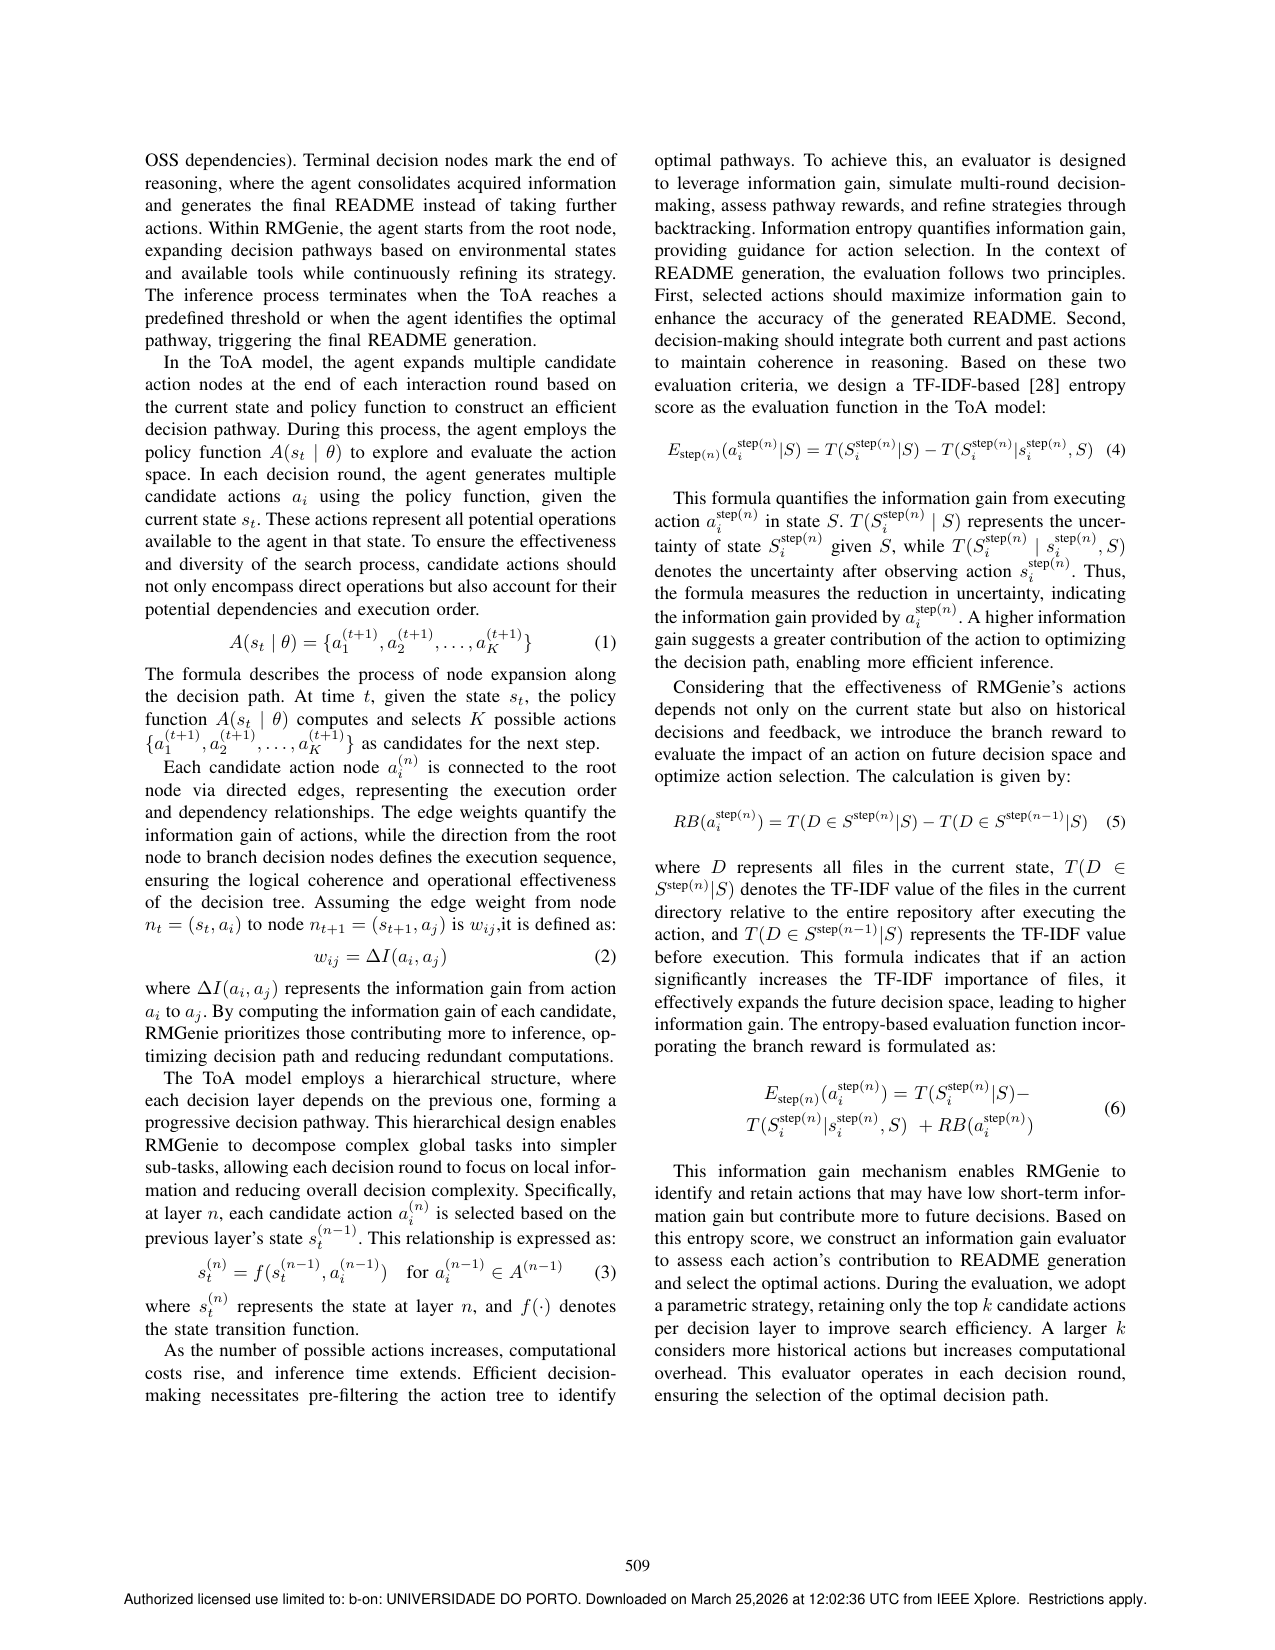 OSS dependencies). Terminal decision nodes mark the end of
reasoning, where the agent consolidates acquired information
and generates the final README instead of taking further
actions. Within RMGenie, the agent starts from the root node,
expanding decision pathways based on environmental states
and available tools while continuously refining its strategy.
The inference process terminates when the ToA reaches a
predefined threshold or when the agent identifies the optimal
pathway, triggering the final README generation.
In the ToA model, the agent expands multiple candidate
action nodes at the end of each interaction round based on
the current state and policy function to construct an efficient
decision pathway. During this process, the agent employs the
policy function A(s_t | θ) to explore and evaluate the action
space. In each decision round, the agent generates multiple
candidate actions a_i using the policy function, given the
current state s_t. These actions represent all potential operations
available to the agent in that state. To ensure the effectiveness
and diversity of the search process, candidate actions should
not only encompass direct operations but also account for their
potential dependencies and execution order.
A(s_t | θ) = {a_1^{(t+1)}, a_2^{(t+1)}, . . . , a_K^{(t+1)}} (1)
The formula describes the process of node expansion along
the decision path. At time t, given the state s_t, the policy
function A(s_t | θ) computes and selects K possible actions
{a_1^{(t+1)}, a_2^{(t+1)}, . . . , a_K^{(t+1)}} as candidates for the next step.
Each candidate action node a_i^{(n)} is connected to the root
node via directed edges, representing the execution order
and dependency relationships. The edge weights quantify the
information gain of actions, while the direction from the root
node to branch decision nodes defines the execution sequence,
ensuring the logical coherence and operational effectiveness
of the decision tree. Assuming the edge weight from node
n_t = (s_t, a_i) to node n_{t+1} = (s_{t+1}, a_j) is w_{ij},it is defined as:
w_{ij} = ΔI(a_i, a_j) (2)
where ΔI(a_i, a_j) represents the information gain from action
a_i to a_j. By computing the information gain of each candidate,
RMGenie prioritizes those contributing more to inference, op-
timizing decision path and reducing redundant computations.
The ToA model employs a hierarchical structure, where
each decision layer depends on the previous one, forming a
progressive decision pathway. This hierarchical design enables
RMGenie to decompose complex global tasks into simpler
sub-tasks, allowing each decision round to focus on local infor-
mation and reducing overall decision complexity. Specifically,
at layer n, each candidate action a_i^{(n)} is selected based on the
previous layer's state s_t^{(n−1)}. This relationship is expressed as:
s_t^{(n)} = f(s_t^{(n−1)}, a_i^{(n−1)}) for a_i^{(n−1)} ∈ A^{(n−1)} (3)
where s_t^{(n)} represents the state at layer n, and f(·) denotes
the state transition function.
As the number of possible actions increases, computational
costs rise, and inference time extends. Efficient decision-
making necessitates pre-filtering the action tree to identify
optimal pathways. To achieve this, an evaluator is designed
to leverage information gain, simulate multi-round decision-
making, assess pathway rewards, and refine strategies through
backtracking. Information entropy quantifies information gain,
providing guidance for action selection. In the context of
README generation, the evaluation follows two principles.
First, selected actions should maximize information gain to
enhance the accuracy of the generated README. Second,
decision-making should integrate both current and past actions
to maintain coherence in reasoning. Based on these two
evaluation criteria, we design a TF-IDF-based [28] entropy
score as the evaluation function in the ToA model:
E_{step(n)}(a_i^{step(n)}|S) = T(S_i^{step(n)}|S) − T(S_i^{step(n)}|s_i^{step(n)}, S) (4)
This formula quantifies the information gain from executing
action a_i^{step(n)} in state S. T(S_i^{step(n)} | S) represents the uncer-
tainty of state S_i^{step(n)} given S, while T(S_i^{step(n)} | s_i^{step(n)}, S)
denotes the uncertainty after observing action s_i^{step(n)}. Thus,
the formula measures the reduction in uncertainty, indicating
the information gain provided by a_i^{step(n)}. A higher information
gain suggests a greater contribution of the action to optimizing
the decision path, enabling more efficient inference.
Considering that the effectiveness of RMGenie's actions
depends not only on the current state but also on historical
decisions and feedback, we introduce the branch reward to
evaluate the impact of an action on future decision space and
optimize action selection. The calculation is given by:
RB(a_i^{step(n)}) = T(D ∈ S^{step(n)}|S) − T(D ∈ S^{step(n−1)}|S) (5)
where D represents all files in the current state, T(D ∈
S^{step(n)}|S) denotes the TF-IDF value of the files in the current
directory relative to the entire repository after executing the
action, and T(D ∈ S^{step(n−1)}|S) represents the TF-IDF value
before execution. This formula indicates that if an action
significantly increases the TF-IDF importance of files, it
effectively expands the future decision space, leading to higher
information gain. The entropy-based evaluation function incor-
porating the branch reward is formulated as:
E_{step(n)}(a_i^{step(n)}) = T(S_i^{step(n)}|S)−
T(S_i^{step(n)}|s_i^{step(n)}, S) + RB(a_i^{step(n)}) (6)
This information gain mechanism enables RMGenie to
identify and retain actions that may have low short-term infor-
mation gain but contribute more to future decisions. Based on
this entropy score, we construct an information gain evaluator
to assess each action's contribution to README generation
and select the optimal actions. During the evaluation, we adopt
a parametric strategy, retaining only the top k candidate actions
per decision layer to improve search efficiency. A larger k
considers more historical actions but increases computational
overhead. This evaluator operates in each decision round,
ensuring the selection of the optimal decision path.
509
Authorized licensed use limited to: b-on: UNIVERSIDADE DO PORTO. Downloaded on March 25,2026 at 12:02:36 UTC from IEEE Xplore. Restrictions apply.